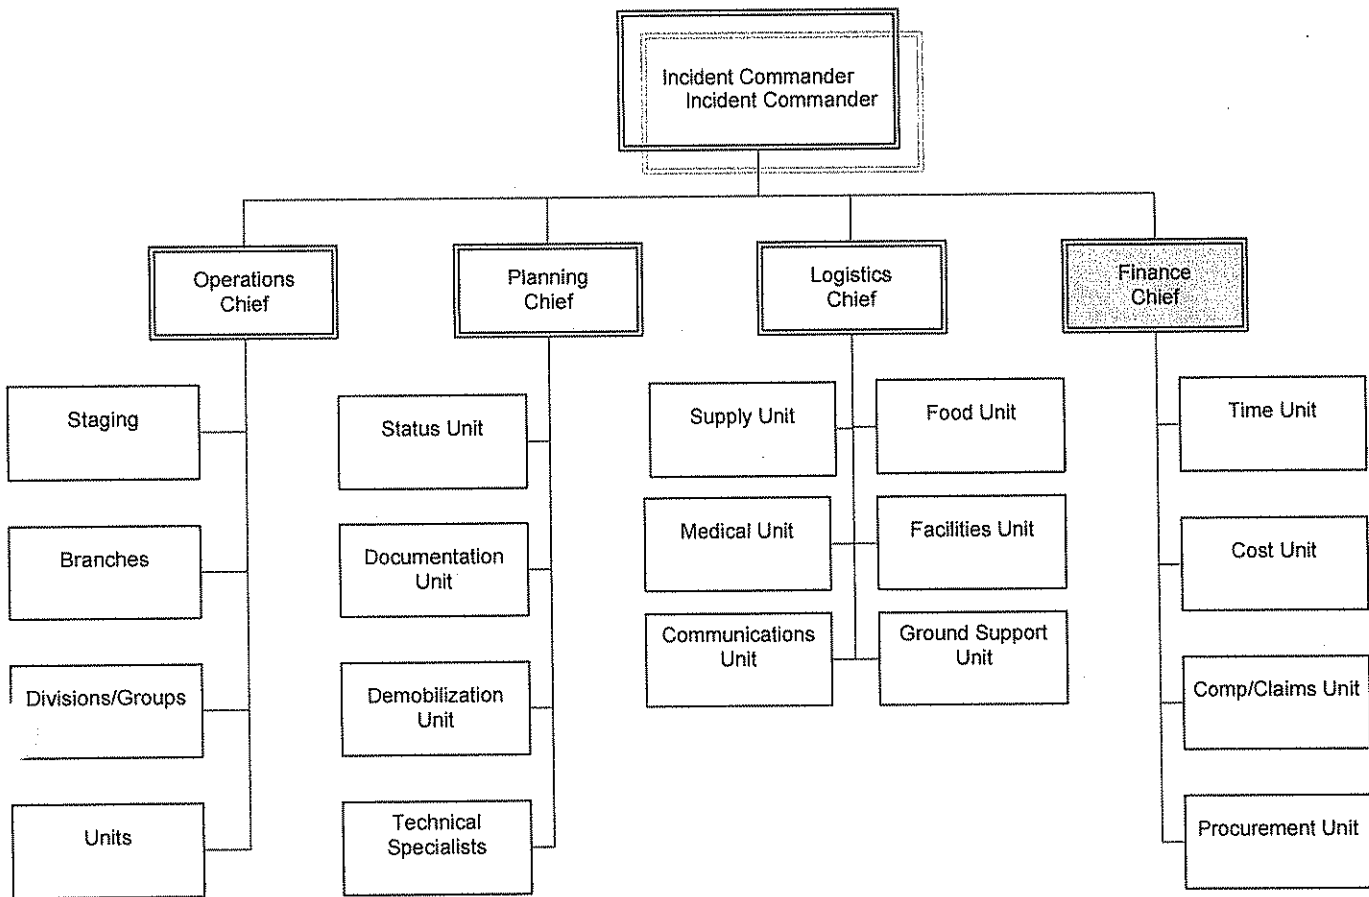 Incident Commander
Incident Commander
Operations
Chief
Planning
Chief
Logistics
Chief
Finance
Chief
Staging
Branches
Divisions/Groups
Units
Status Unit
Documentation
Unit
Demobilization
Unit
Technical
Specialists
Supply Unit
Food Unit
Medical Unit
Facilities Unit
Communications
Unit
Ground Support
Unit
Time Unit
Cost Unit
Comp/Claims Unit
Procurement Unit